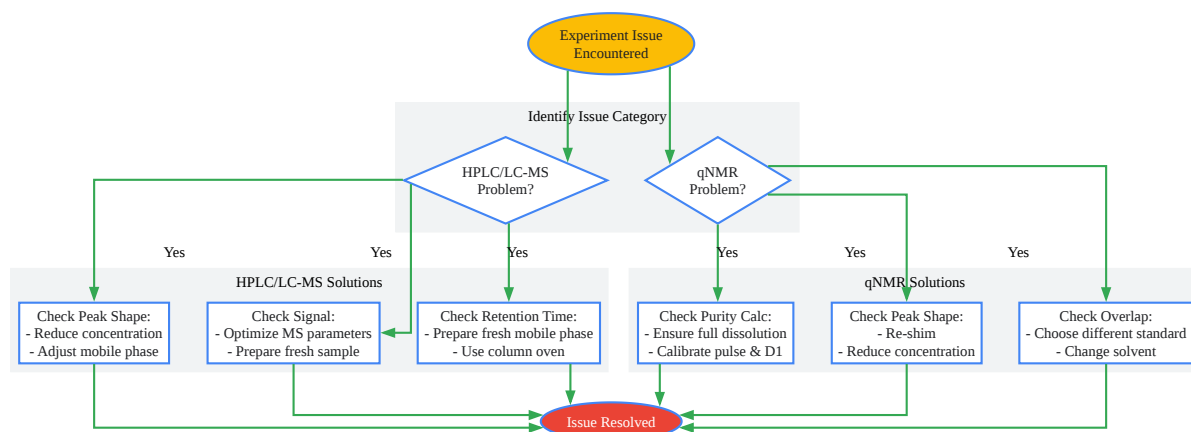 Experiment Issue
Encountered
Identify Issue Category
HPLC/LC-MS
Problem?
qNMR
Problem?
Yes
Yes
Yes
Yes
Yes
Yes
HPLC/LC-MS Solutions
qNMR Solutions
Check Peak Shape:
- Reduce concentration
- Adjust mobile phase
Check Signal:
- Optimize MS parameters
- Prepare fresh sample
Check Retention Time:
- Prepare fresh mobile phase
- Use column oven
Check Purity Calc:
- Ensure full dissolution
- Calibrate pulse & D1
Check Peak Shape:
- Re-shim
- Reduce concentration
Check Overlap:
- Choose different standard
- Change solvent
Issue Resolved